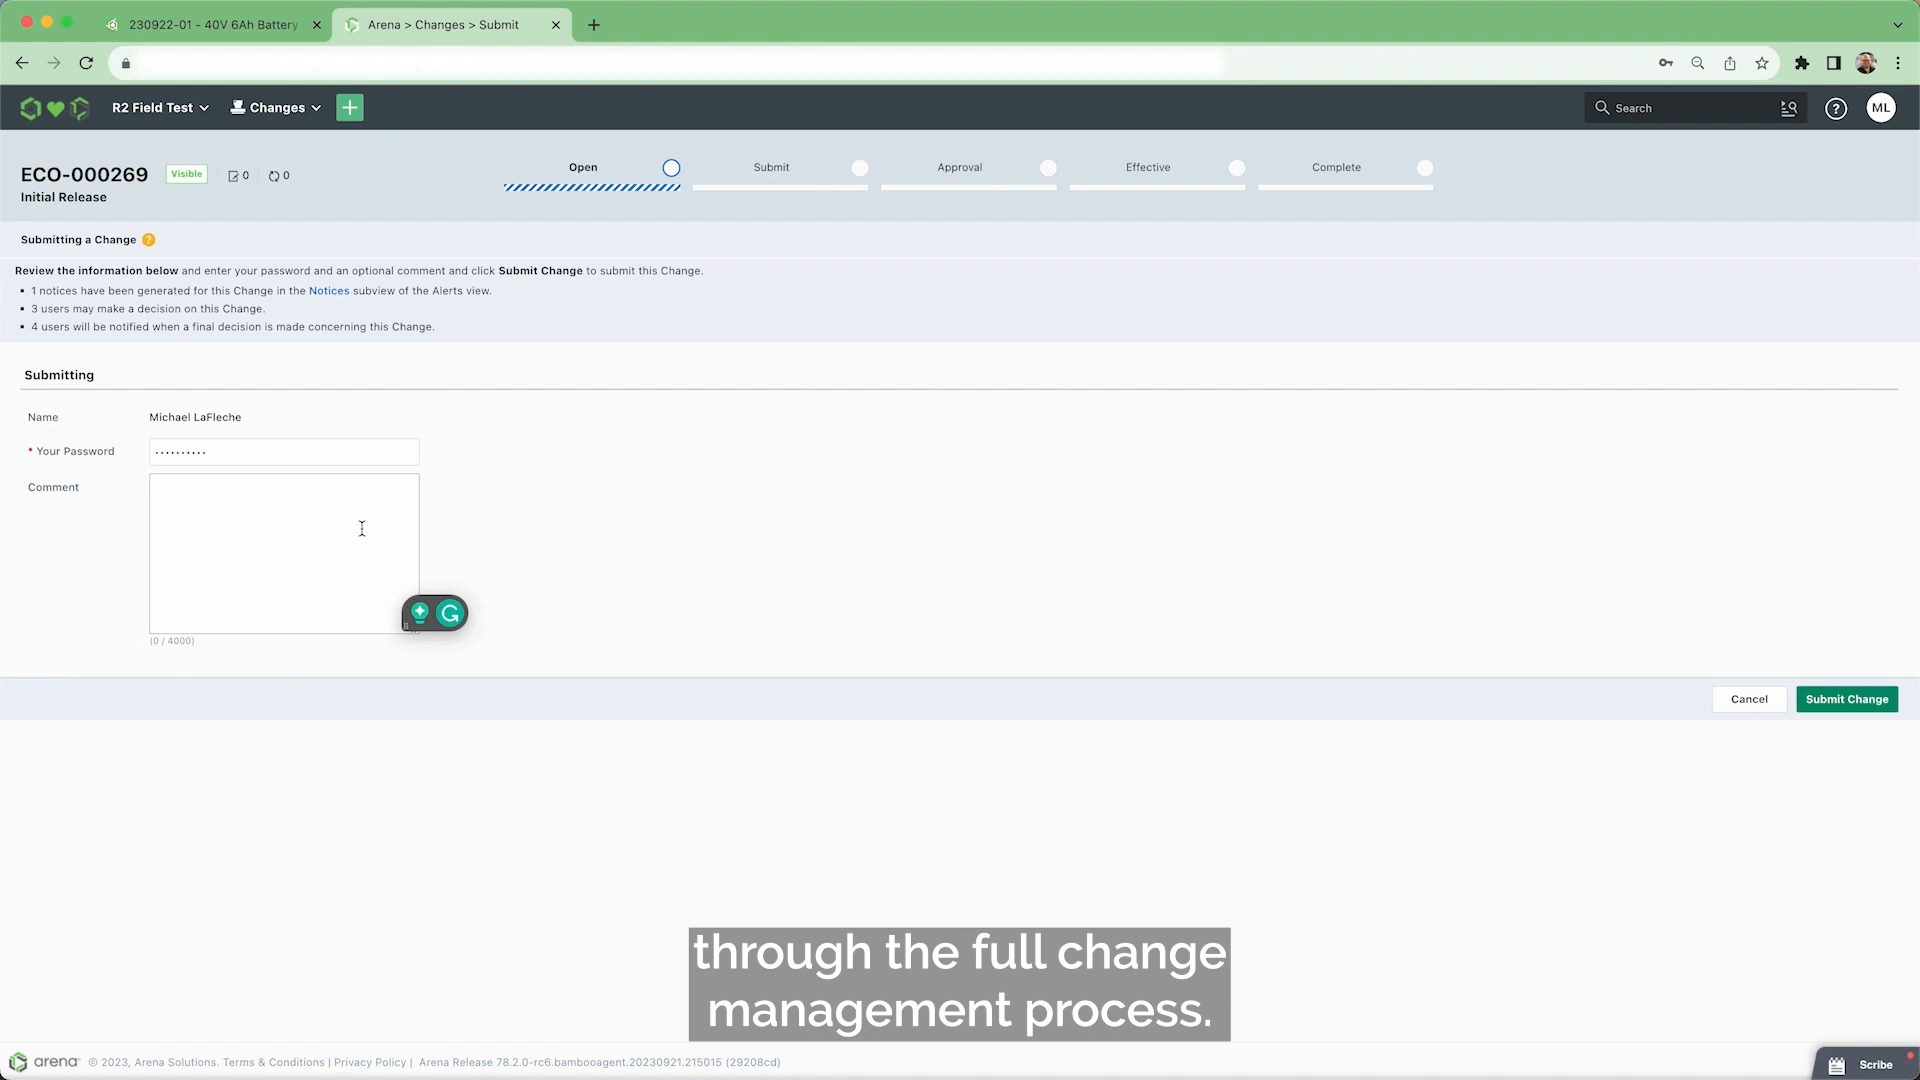 230922-01 - 40V 6Ah Battery
Arena > Changes > Submit
R2 Field Test
Changes
Search
ML
ECO-000269
Visible
0
0
Initial Release
Open
Submit
Approval
Effective
Complete
Submitting a Change ?
Review the information below and enter your password and an optional comment and click Submit Change to submit this Change.
▪ 1 notices have been generated for this Change in the Notices subview of the Alerts view.
▪ 3 users may make a decision on this Change.
▪ 4 users will be notified when a final decision is made concerning this Change.
Submitting
Name Michael LaFleche
* Your Password ··········
Comment
(0 / 4000)
Cancel
Submit Change
through the full change
management process.
arena © 2023, Arena Solutions. Terms & Conditions | Privacy Policy | Arena Release 78.2.0-rc6.bambooagent.20230921.215015 (29208cd)
Scribe